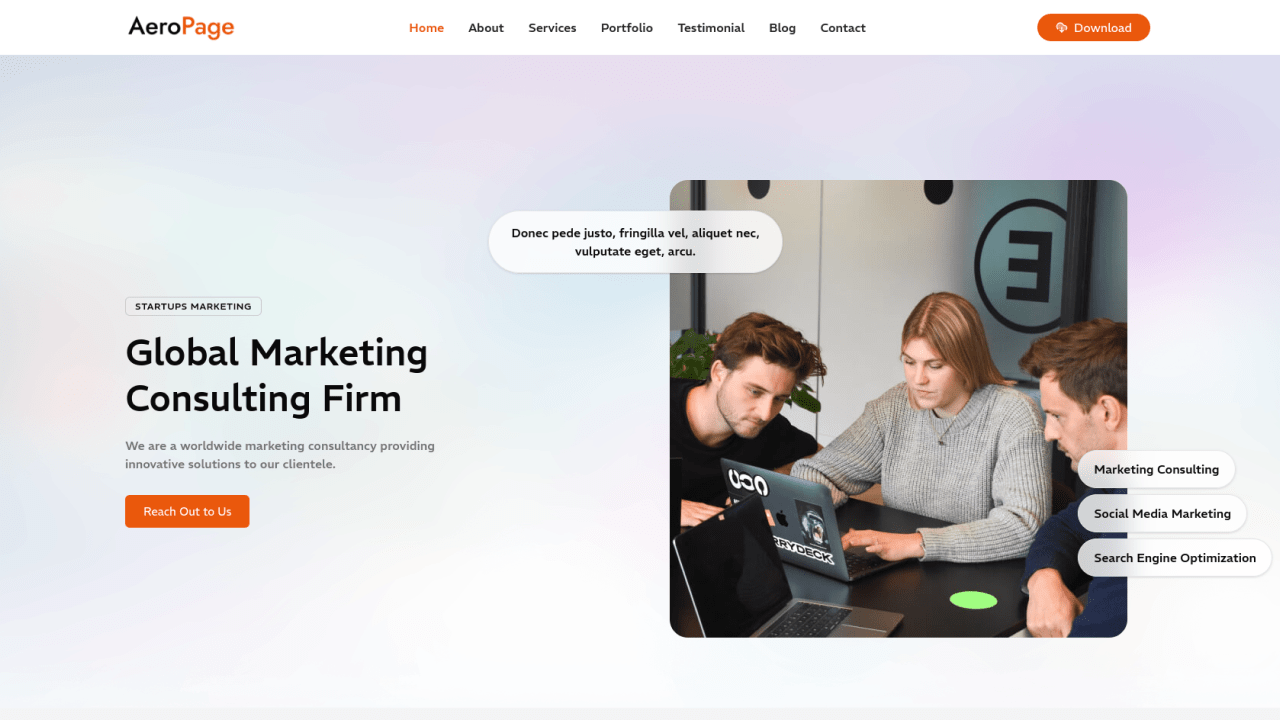 AeroPage
Home
About
Services
Portfolio
Testimonial
Blog
Contact
Download
Donec pede justo, fringilla vel, aliquet nec,
vulputate eget, arcu.
STARTUPS MARKETING
Global Marketing
Consulting Firm
We are a worldwide marketing consultancy providing
innovative solutions to our clientele.
Reach Out to Us
Marketing Consulting
Social Media Marketing
Search Engine Optimization